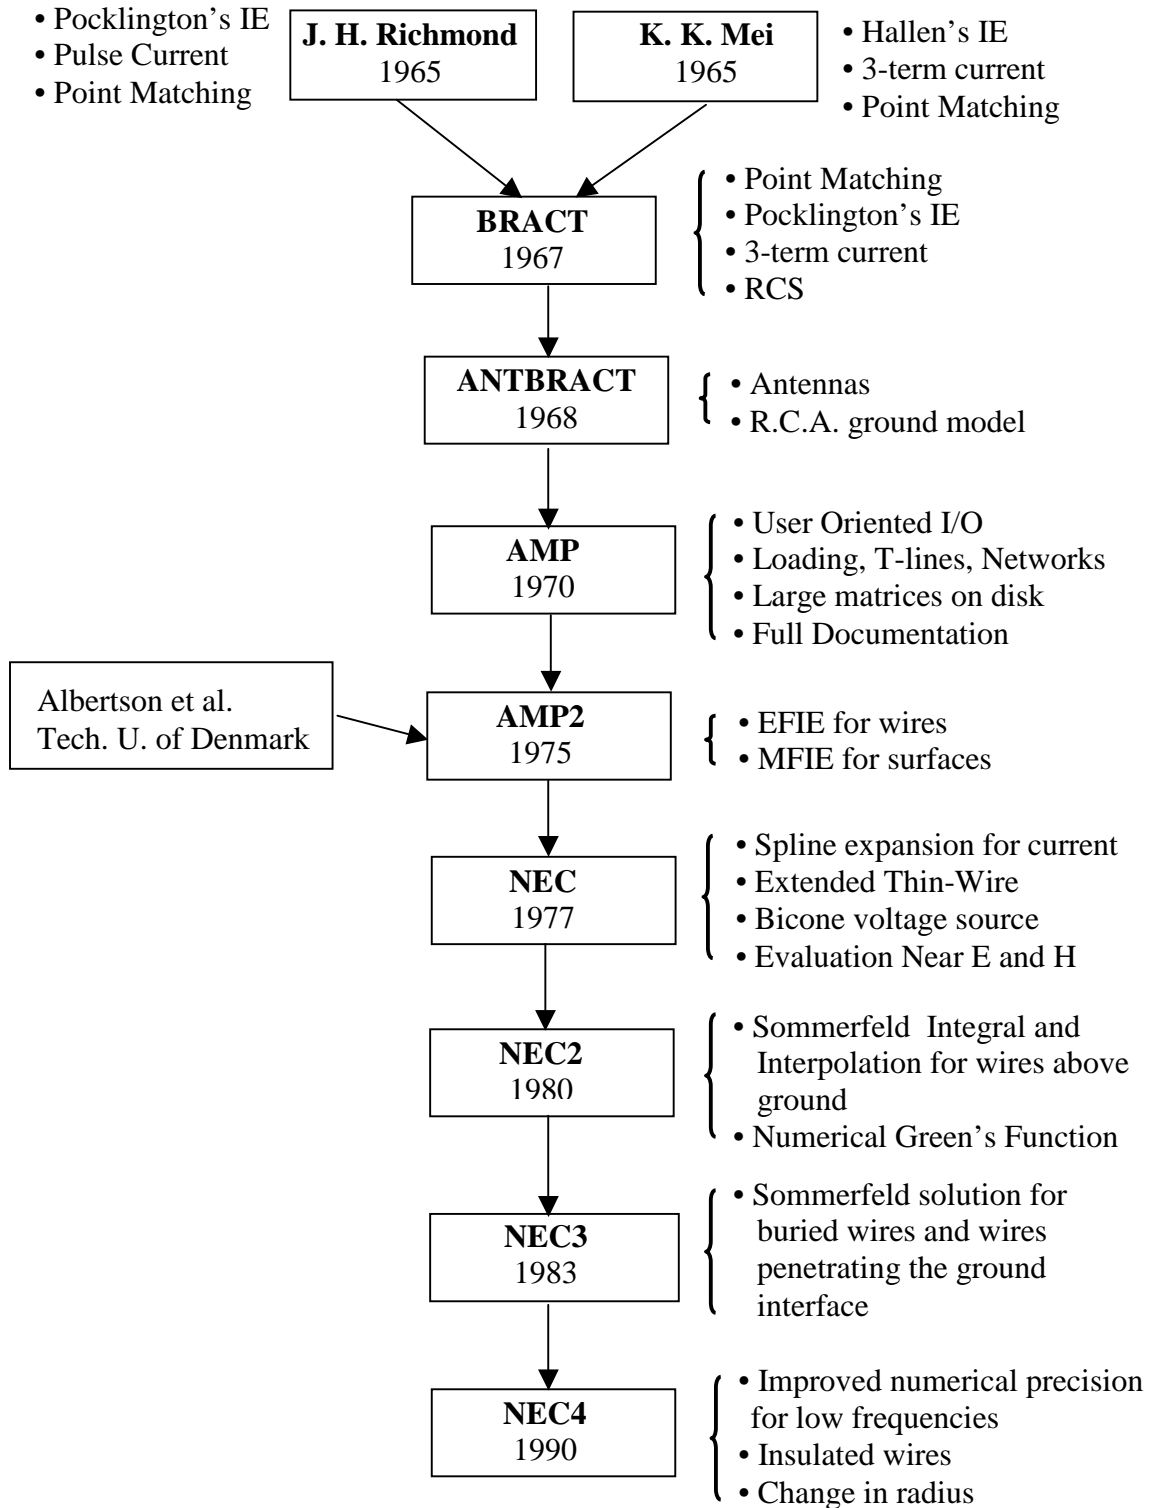 • Pocklington's IE
• Pulse Current
• Point Matching
J. H. Richmond
1965
K. K. Mei
1965
• Hallen's IE
• 3-term current
• Point Matching
BRACT
1967
• Point Matching
• Pocklington's IE
• 3-term current
• RCS
ANTBRACT
1968
• Antennas
• R.C.A. ground model
AMP
1970
• User Oriented I/O
• Loading, T-lines, Networks
• Large matrices on disk
• Full Documentation
Albertson et al.
Tech. U. of Denmark
AMP2
1975
• EFIE for wires
• MFIE for surfaces
NEC
1977
• Spline expansion for current
• Extended Thin-Wire
• Bicone voltage source
• Evaluation Near E and H
NEC2
1980
• Sommerfeld Integral and
Interpolation for wires above
ground
• Numerical Green's Function
NEC3
1983
• Sommerfeld solution for
buried wires and wires
penetrating the ground
interface
NEC4
1990
• Improved numerical precision
for low frequencies
• Insulated wires
• Change in radius